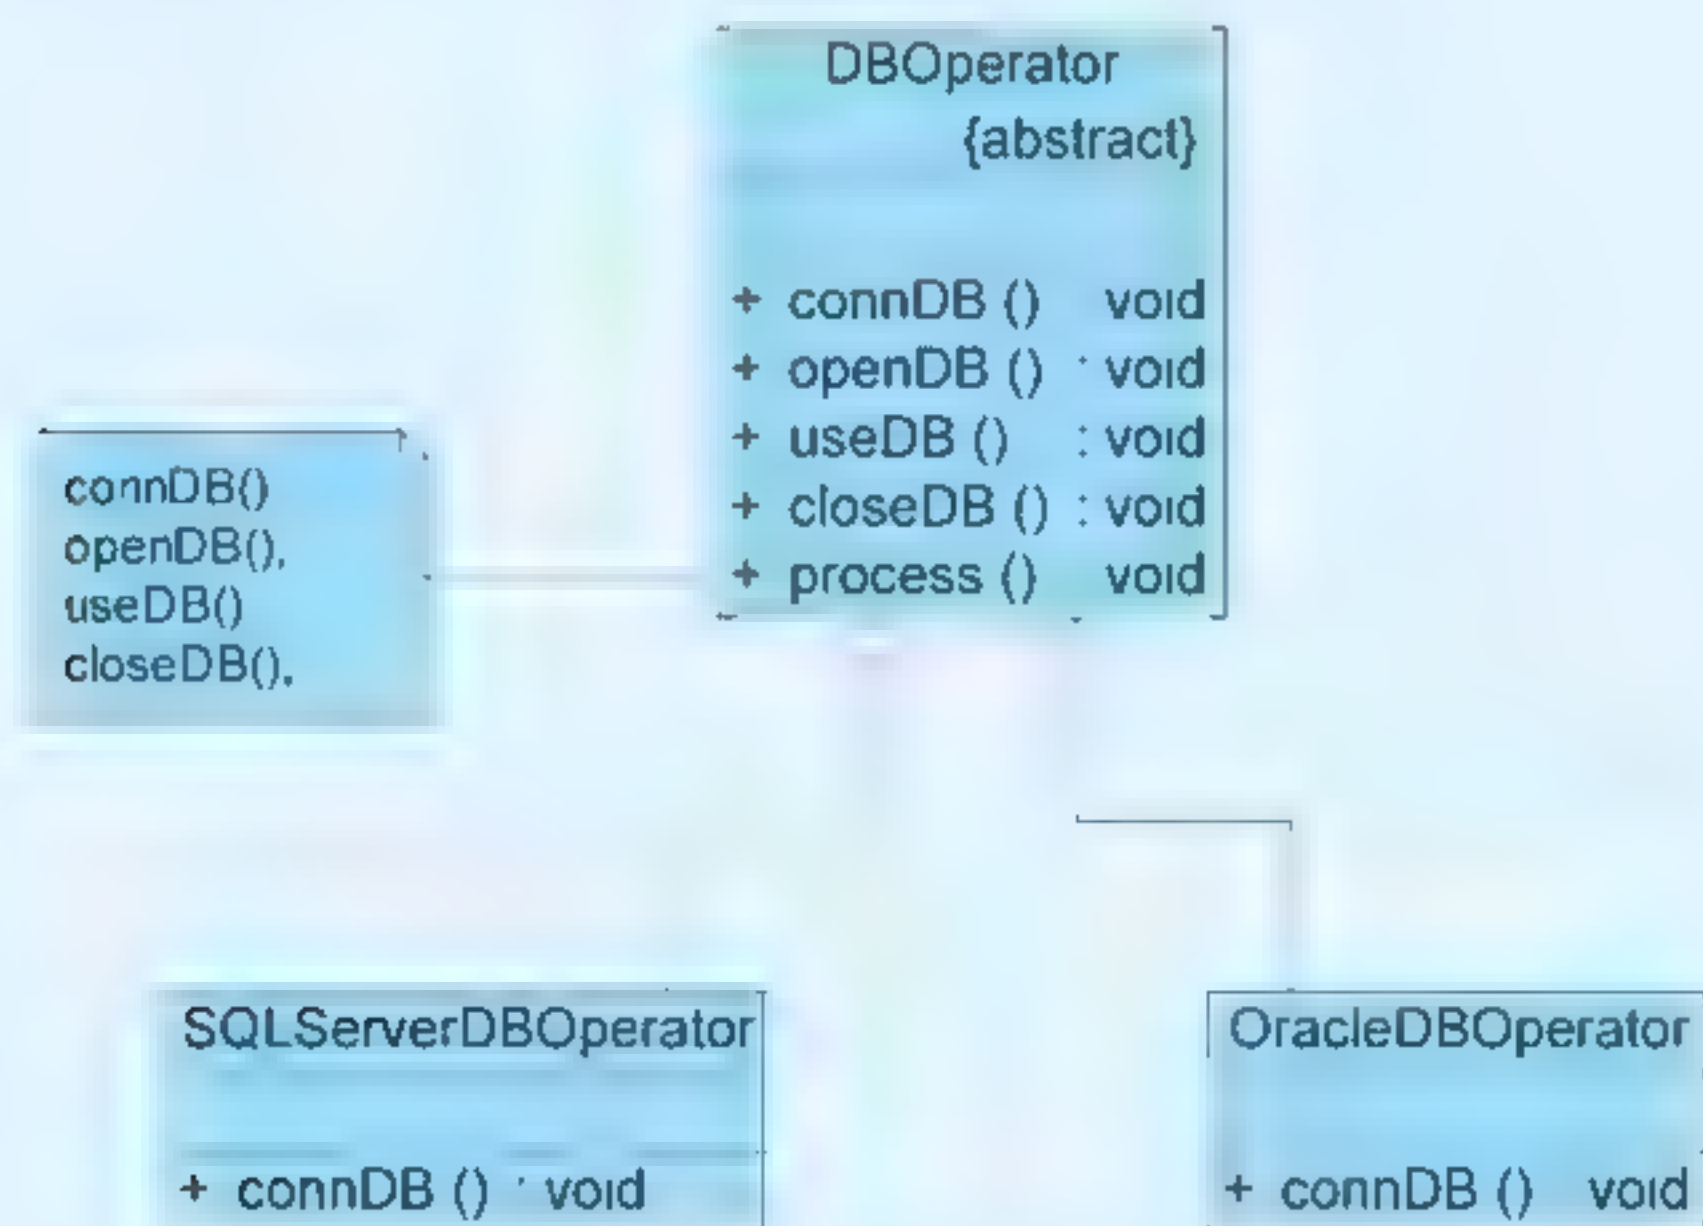 DBOperator
{abstract}
+ connDB () void
+ openDB () : void
+ useDB () : void
+ closeDB () : void
+ process () void
connDB()
openDB(),
useDB()
closeDB(),
SQLServerDBOperator
+ connDB () : void
OracleDBOperator
+ connDB () void